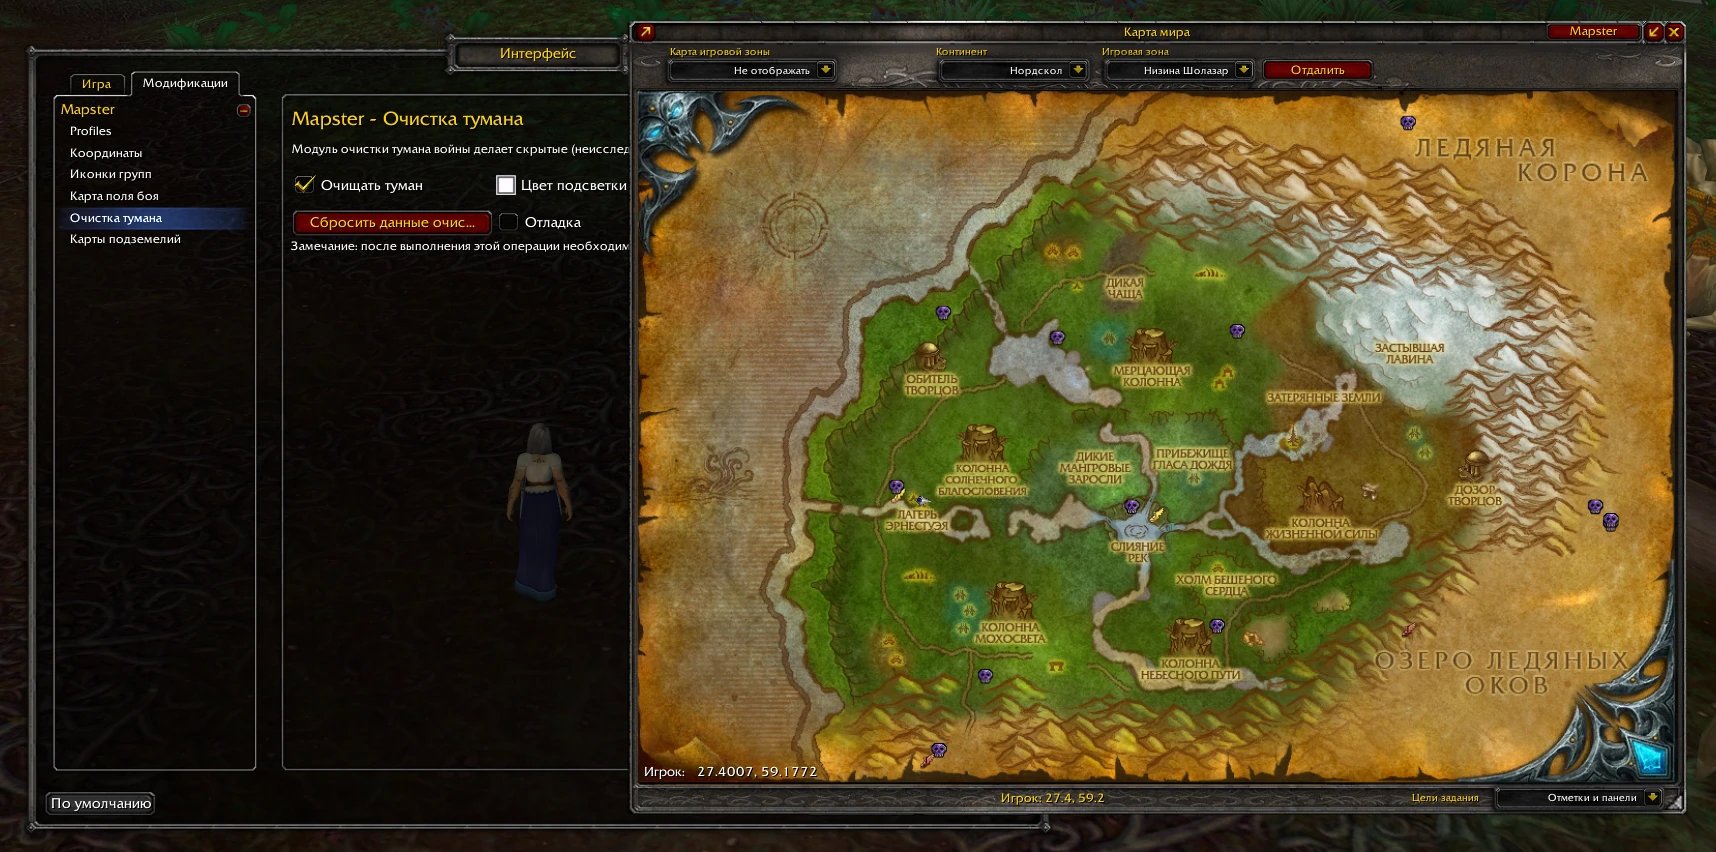 Интерфейс
Игра
Модификации
Mapster
Profiles
Координаты
Иконки групп
Карта поля боя
Очистка тумана
Карты подземелий
Mapster - Очистка тумана
Модуль очистки тумана войны делает скрытые (неисслед
Очищать туман
Цвет подсветки
Сбросить данные очис...
Отладка
Замечание: после выполнения этой операции необходим
По умолчанию
Карта мира
Mapster
Карта игровой зоны
Континент
Игровая зона
Не отображать
Нордскол
Низина Шолазар
Отдалить
ЛЕДЯНАЯ
КОРОНА
ДИКАЯ
ЧАЩА
ЗАСТЫВШАЯ
ЛАВИНА
ОБИТЕЛЬ
ТВОРЦОВ
МЕРЦАЮЩАЯ
КОЛОННА
ЗАТЕРЯННЫЕ ЗЕМЛИ
КОЛОННА
СОЛНЕЧНОГО
БЛАГОСЛОВЕНИЯ
ДИКИЕ
МАНГРОВЫЕ
ЗАРОСЛИ
ПРИБЕЖИЩЕ
ГЛАСА ДОЖДЯ
ДОЗОР
ТВОРЦОВ
ЛАГЕРЬ
ЭРНЕСТУЭЯ
КОЛОННА
ЖИЗНЕННОЙ СИЛЫ
СЛИЯНИЕ
РЕК
ХОЛМ БЕШЕНОГО
СЕРДЦА
КОЛОННА
МОХОСВЕТА
КОЛОННА
НЕБЕСНОГО ПУТИ
ОЗЕРО ЛЕДЯНЫХ
ОКОВ
Игрок: 27.4007, 59.1772
Игрок: 27.4, 59.2
Цели задания
Отметки и панели